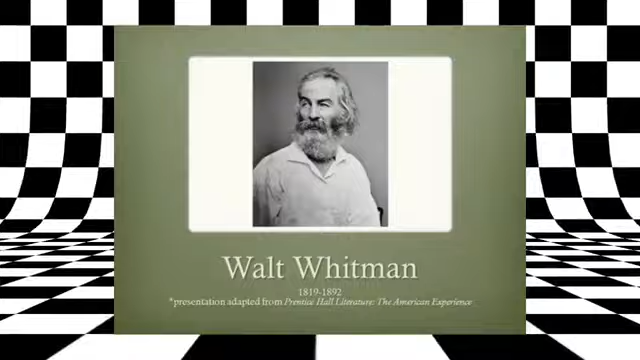 Walt Whitman
1819-1892
*presentation adapted from Prentice Hall Literature: The American Experience